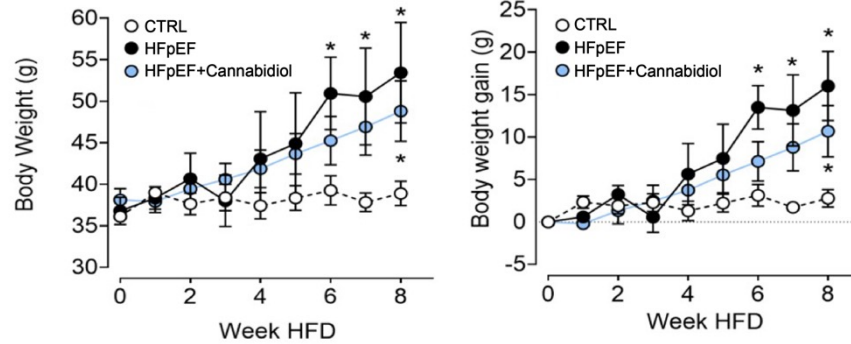 Body Weight (g)
60
55
50
45
40
35
30
CTRL
HFpEF
HFpEF+Cannabidiol
*
*
*
*
0 2 4 6 8
Week HFD
Body weight gain (g)
25
20
15
10
5
0
-5
CTRL
HFpEF
HFpEF+Cannabidiol
*
*
*
*
0 2 4 6 8
Week HFD